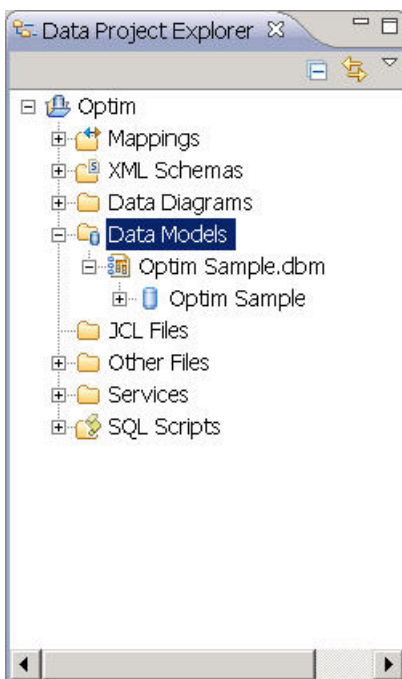 Data Project Explorer
Optim
Mappings
XML Schemas
Data Diagrams
Data Models
Optim Sample.dbm
Optim Sample
JCL Files
Other Files
Services
SQL Scripts